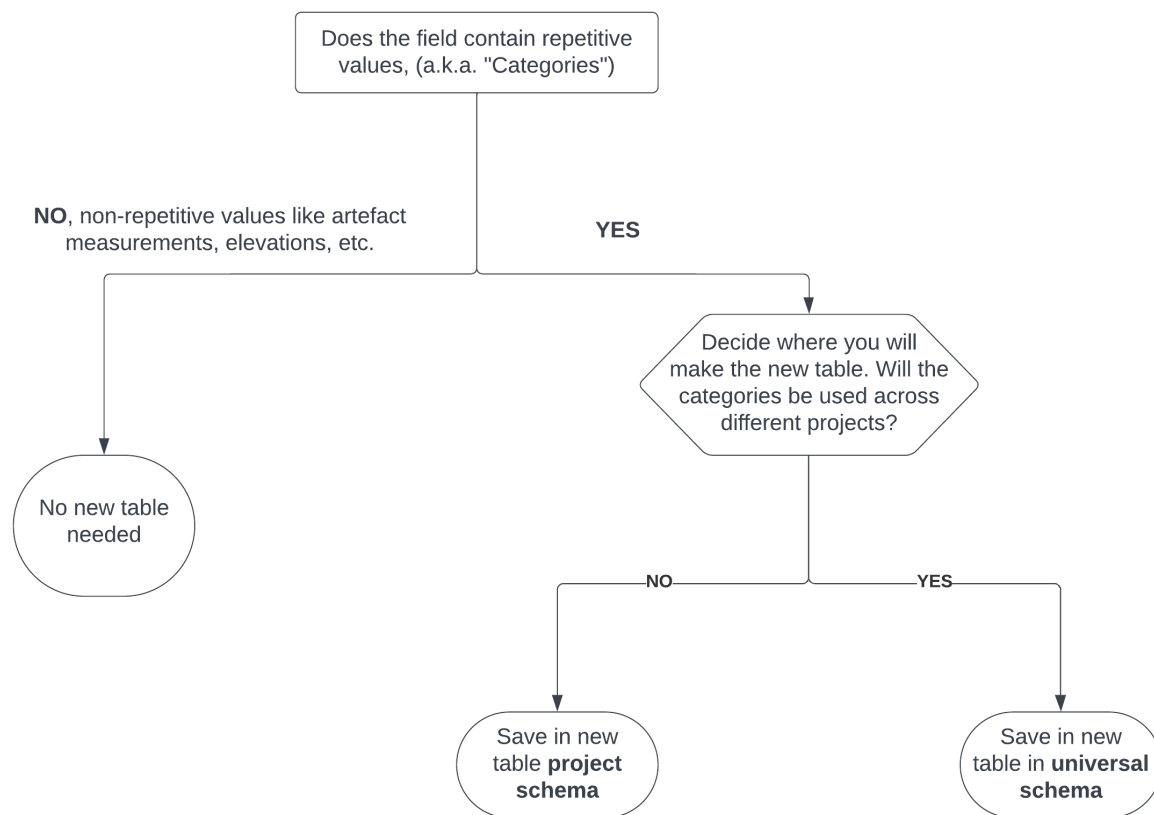 Does the field contain repetitive
values, (a.k.a. "Categories")
NO, non-repetitive values like artefact
measurements, elevations, etc.
YES
Decide where you will
make the new table. Will the
categories be used across
different projects?
No new table
needed
NO
YES
Save in new
table project
schema
Save in new
table in universal
schema